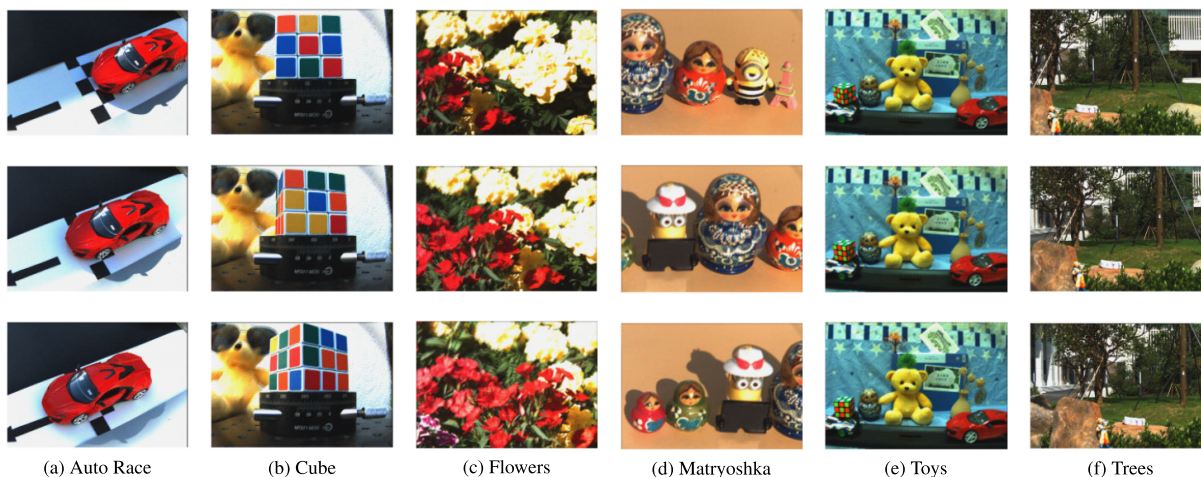 (a) Auto Race
(b) Cube
(c) Flowers
(d) Matryoshka
(e) Toys
(f) Trees